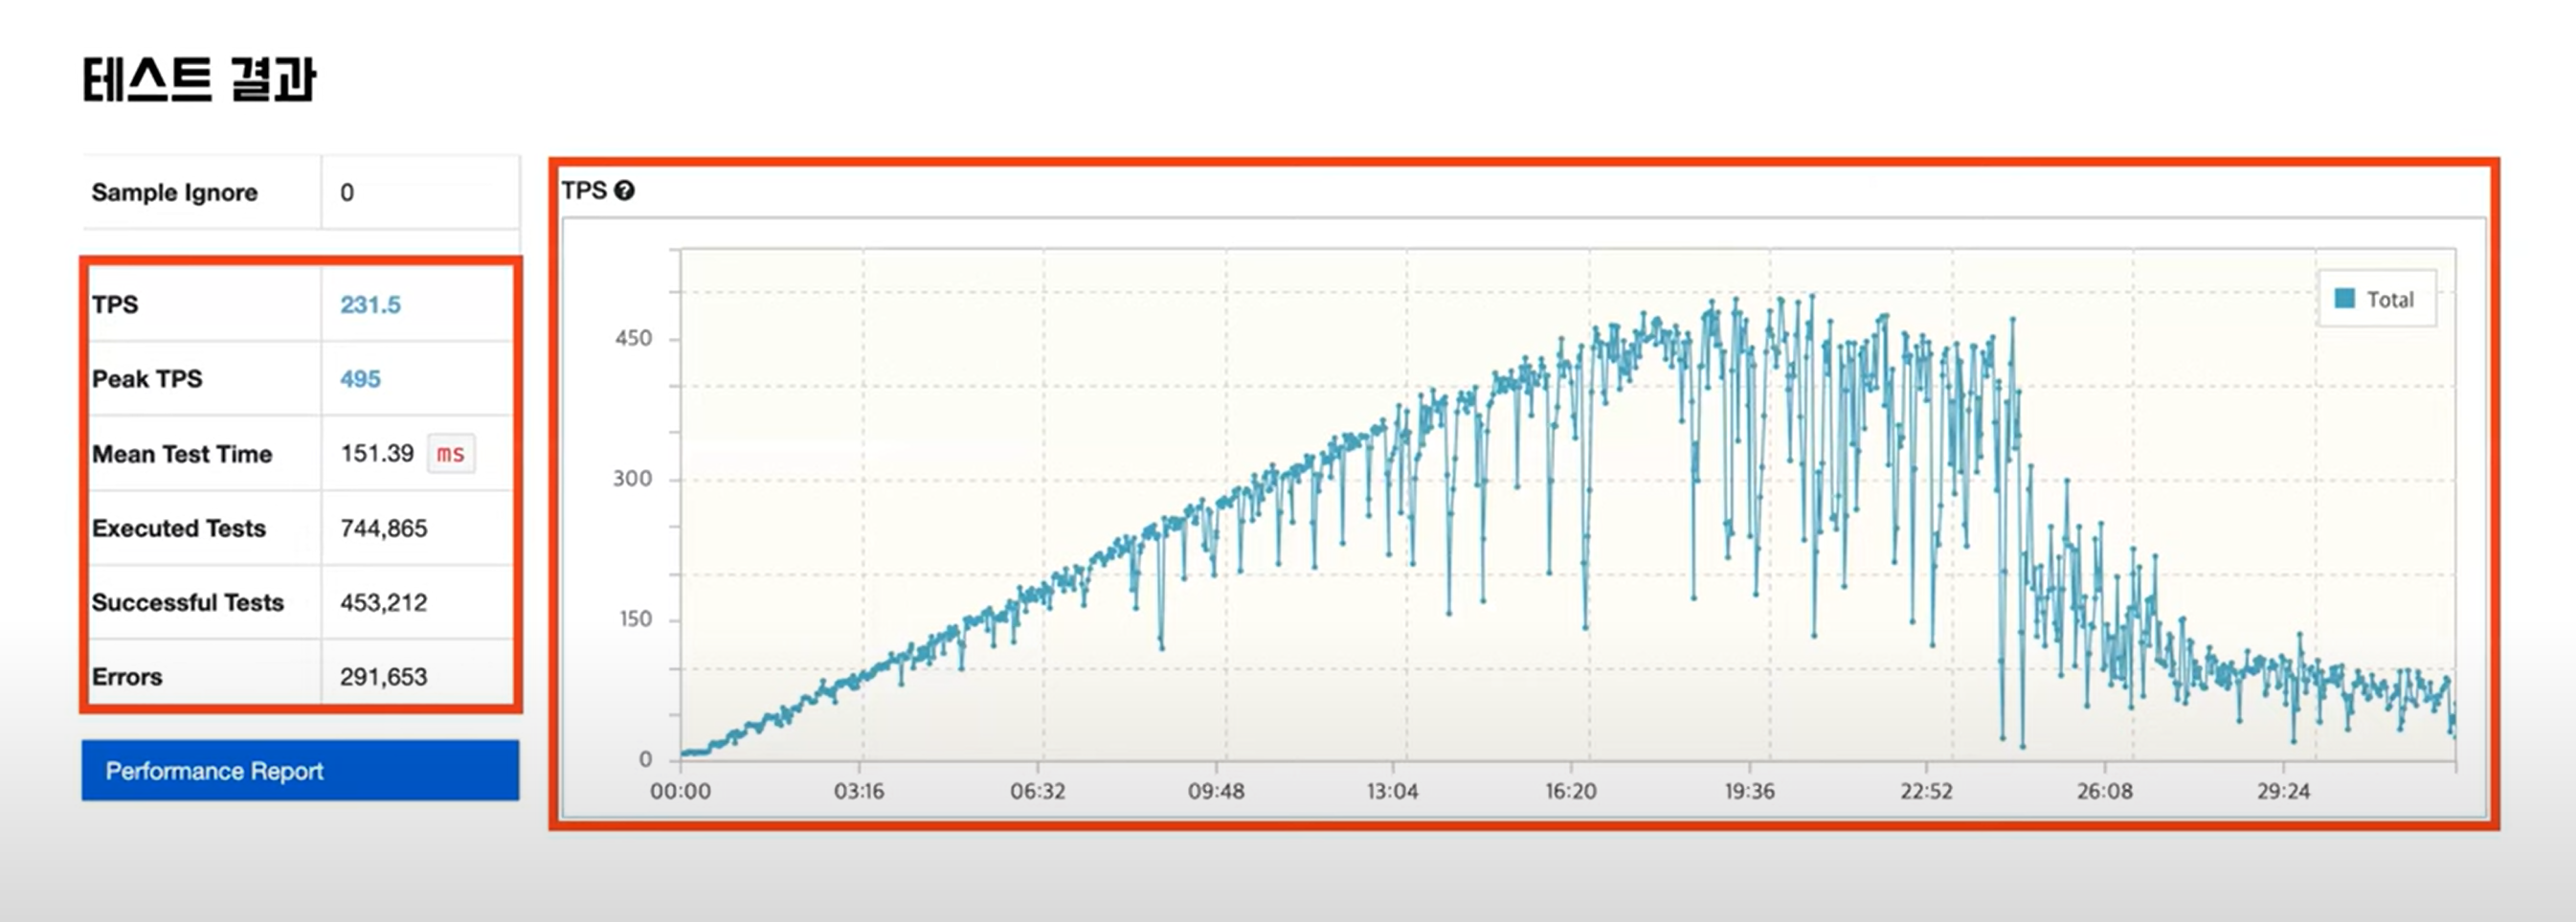 테스트 결과
Sample Ignore 0
TPS 231.5
Peak TPS 495
Mean Test Time 151.39 ms
Executed Tests 744,865
Successful Tests 453,212
Errors 291,653
Performance Report
TPS ?
Total
450
300
150
0
00:00 03:16 06:32 09:48 13:04 16:20 19:36 22:52 26:08 29:24